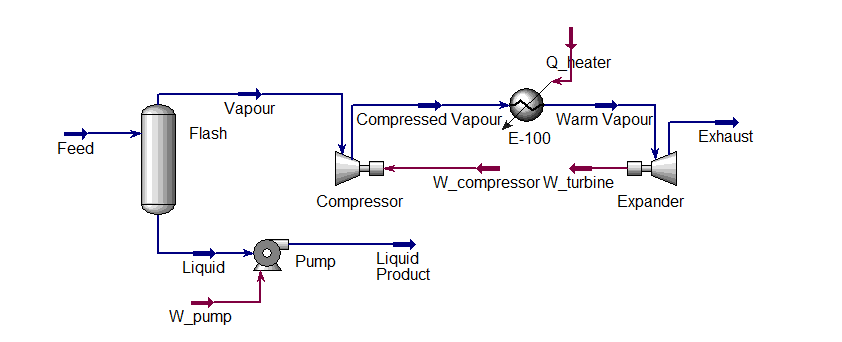 Q_heater
Vapour
Compressed Vapour
Warm Vapour
Feed
Flash
E-100
Exhaust
W_compressor
W_turbine
Compressor
Expander
Liquid
Pump
Liquid
Product
W_pump